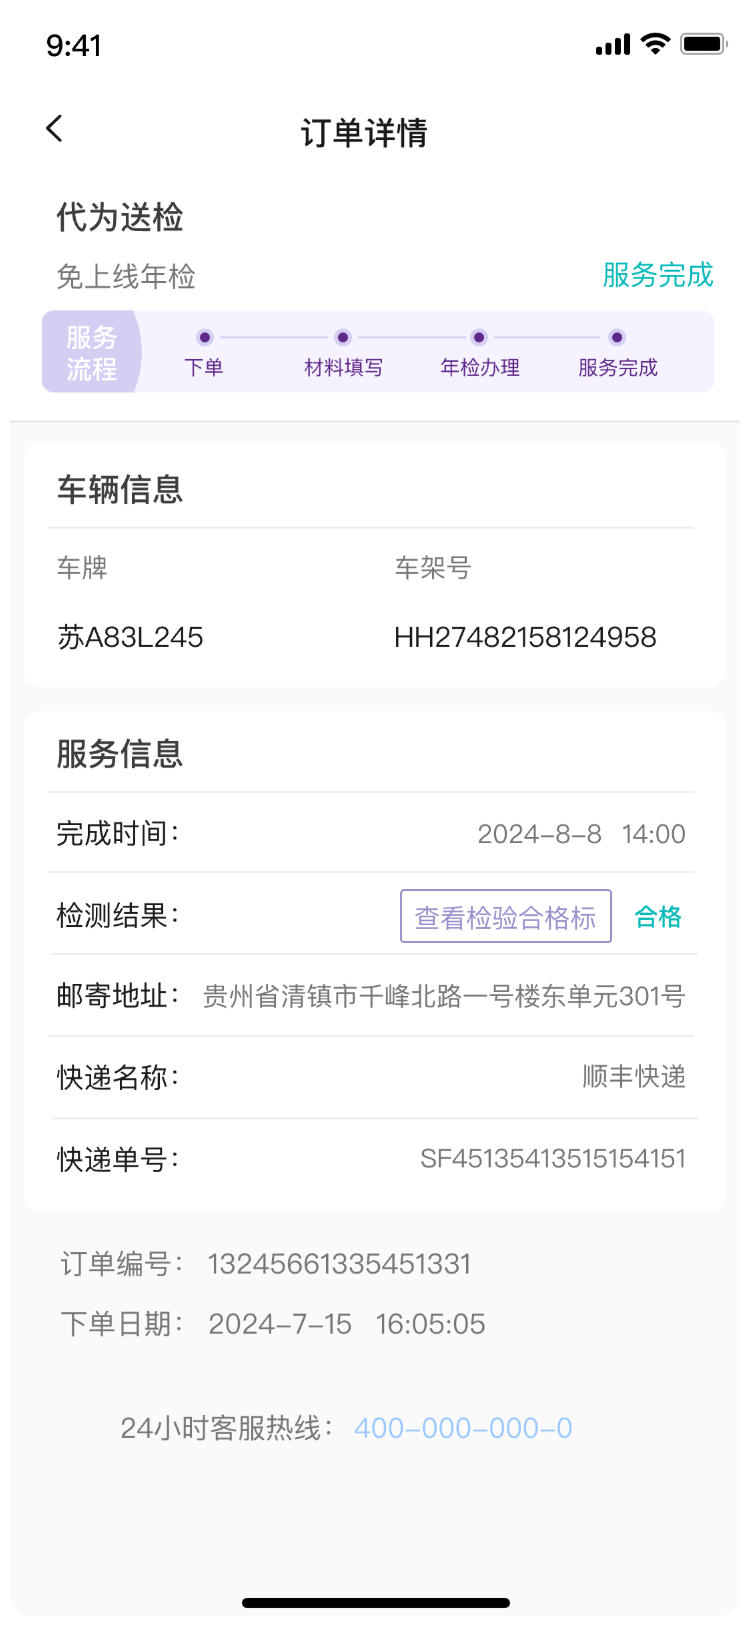 9:41
订单详情
代为送检
免上线年检 服务完成
服务
流程
下单 材料填写 年检办理 服务完成
车辆信息
车牌 车架号
苏A83L245 HH27482158124958
服务信息
完成时间： 2024-8-8 14:00
检测结果： 查看检验合格标 合格
邮寄地址： 贵州省清镇市千峰北路一号楼东单元301号
快递名称： 顺丰快递
快递单号： SF45135413515154151
订单编号： 13245661335451331
下单日期： 2024-7-15 16:05:05
24小时客服热线： 400-000-000-0